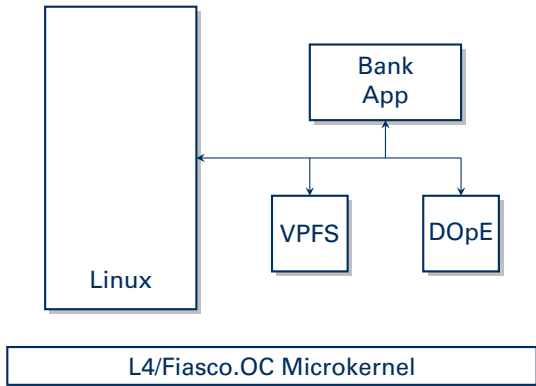 Bank
App
VPFS
DOpE
Linux
L4/Fiasco.OC Microkernel